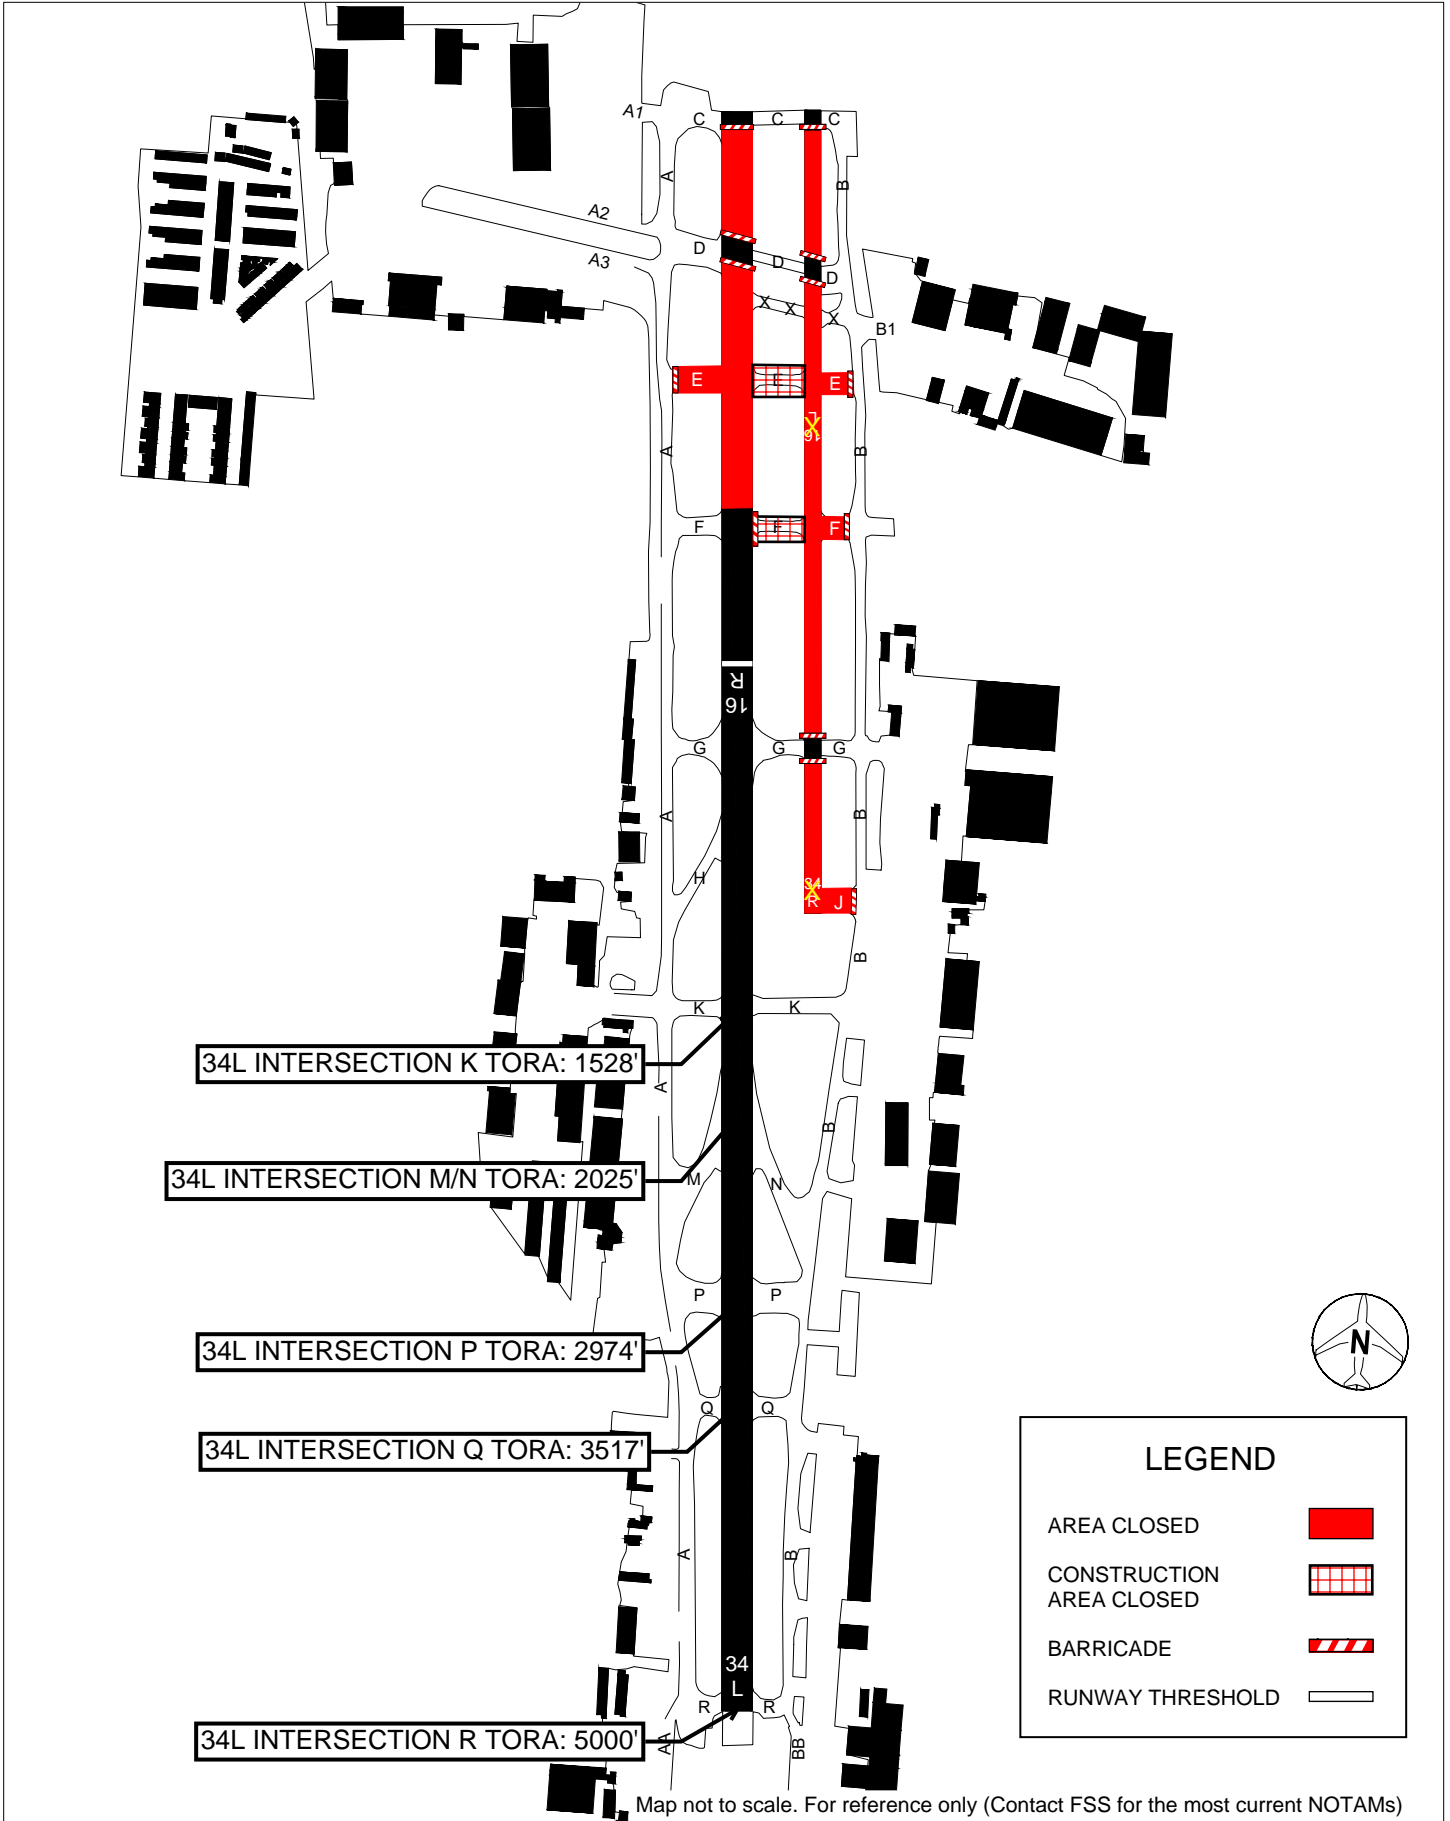 A1
C
C
C
A
B
A2
D
D
D
A3
X
X
X
B1
E
E
E
L
16
A
B
F
F
F
R
16
G
G
G
A
B
H
34
R
J
B
K
K
34L INTERSECTION K TORA: 1528'
A
B
34L INTERSECTION M/N TORA: 2025'
M
N
P
P
34L INTERSECTION P TORA: 2974'
N
Q
Q
34L INTERSECTION Q TORA: 3517'
LEGEND
AREA CLOSED
CONSTRUCTION
AREA CLOSED
BARRICADE
RUNWAY THRESHOLD
A
B
34
L
R
R
34L INTERSECTION R TORA: 5000'
AA
BB
Map not to scale. For reference only (Contact FSS for the most current NOTAMs)